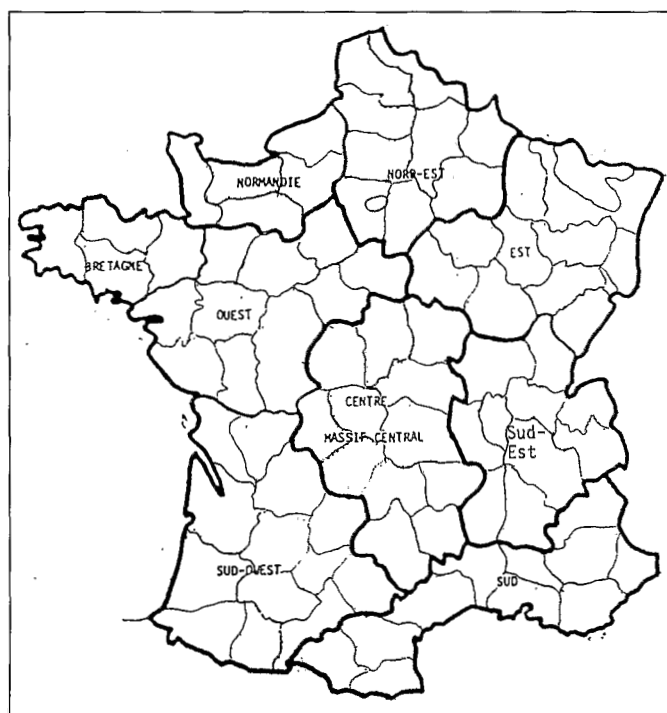 NORMANDIE
NORD-EST
BRETAGNE
EST
OUEST
CENTRE
MASSIF CENTRAL
Sud-
Est
SUD-OUEST
SUD